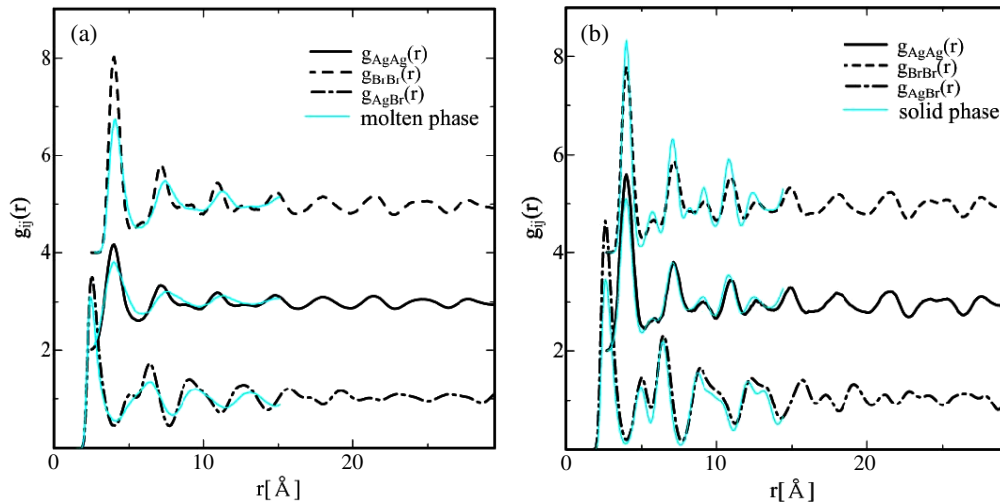 (a)
g_AgAg(r)
g_BrBr(r)
g_AgBr(r)
molten phase
g_ij(r)
8
6
4
2
0
10
20
r[Å]
(b)
g_AgAg(r)
g_BrBr(r)
g_AgBr(r)
solid phase
g_ij(r)
8
6
4
2
0
10
20
r[Å]